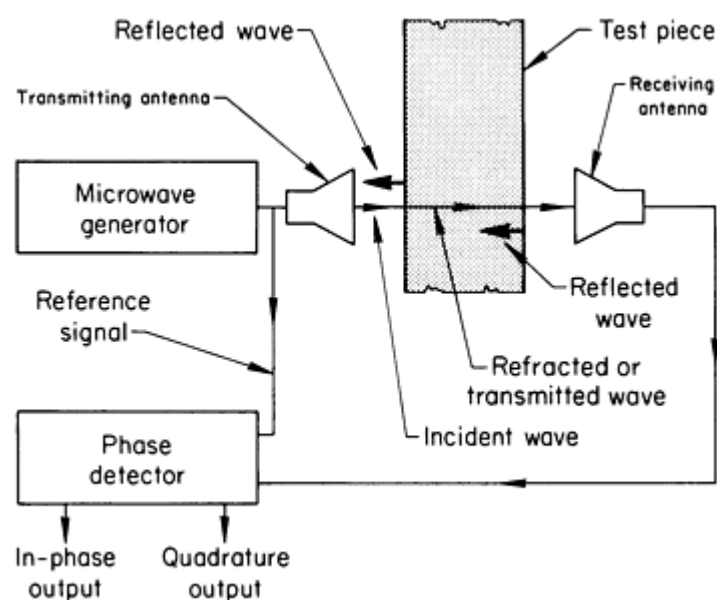 Reflected wave
Test piece
Transmitting antenna
Receiving
antenna
Microwave
generator
Reference
signal
Reflected
wave
Refracted or
transmitted wave
Incident wave
Phase
detector
In-phase
output
Quadrature
output